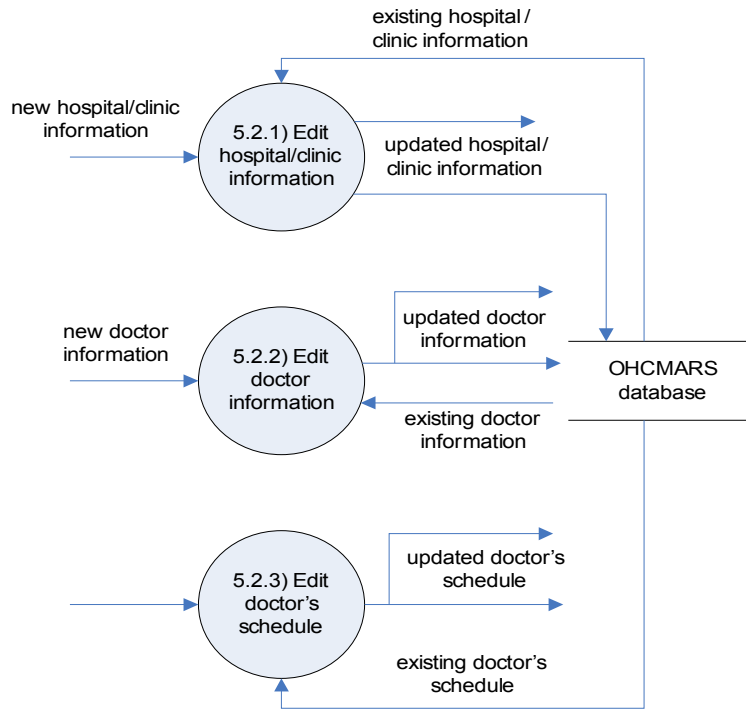 existing hospital/
clinic information
new hospital/clinic
information
5.2.1) Edit
hospital/clinic
information
updated hospital/
clinic information
new doctor
information
5.2.2) Edit
doctor
information
updated doctor
information
existing doctor
information
OHCMARS
database
5.2.3) Edit
doctor's
schedule
updated doctor's
schedule
existing doctor's
schedule